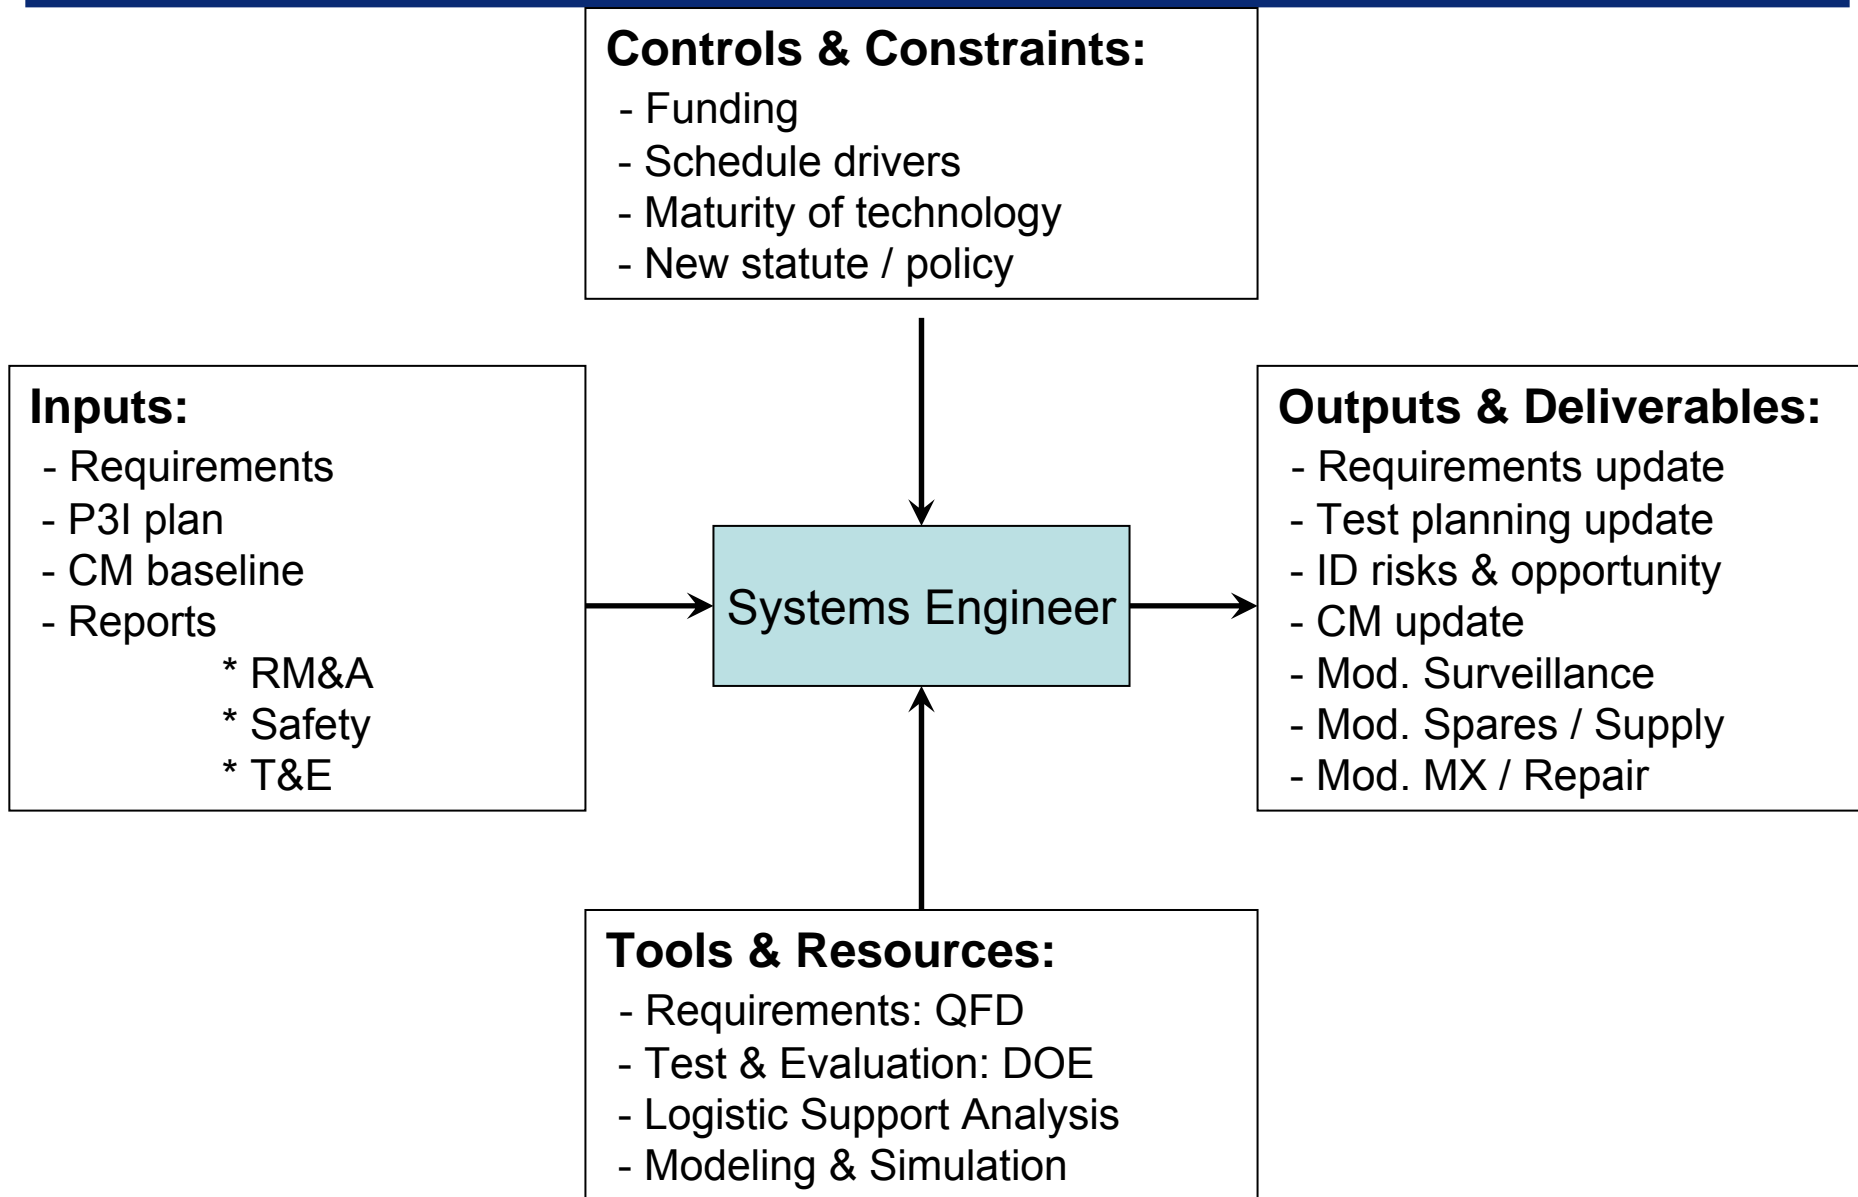 Controls & Constraints:
- Funding
- Schedule drivers
- Maturity of technology
- New statute / policy
Inputs:
- Requirements
- P3I plan
- CM baseline
- Reports
* RM&A
* Safety
* T&E
Systems Engineer
Outputs & Deliverables:
- Requirements update
- Test planning update
- ID risks & opportunity
- CM update
- Mod. Surveillance
- Mod. Spares / Supply
- Mod. MX / Repair
Tools & Resources:
- Requirements: QFD
- Test & Evaluation: DOE
- Logistic Support Analysis
- Modeling & Simulation